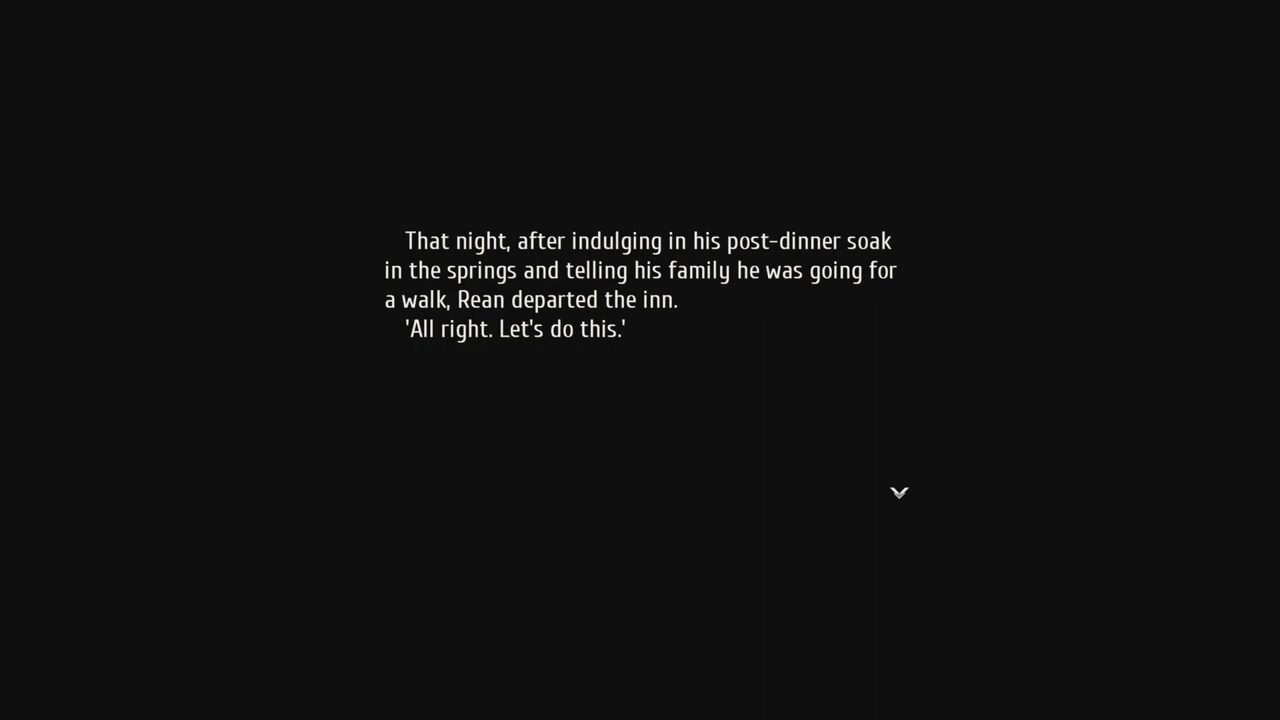 That night, after indulging in his post-dinner soak
in the springs and telling his family he was going for
a walk, Rean departed the inn.
'All right. Let's do this.'